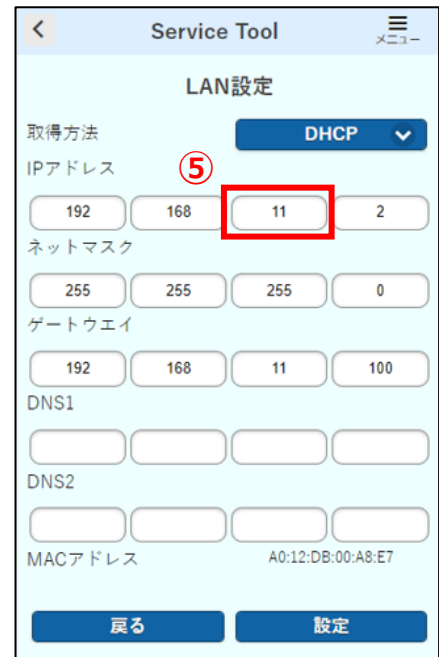 Service Tool
メニュー
LAN設定
取得方法 DHCP
IPアドレス ⑤
192 168 11 2
ネットマスク
255 255 255 0
ゲートウエイ
192 168 11 100
DNS1
DNS2
MACアドレス A0:12:DB:00:A8:E7
戻る 設定